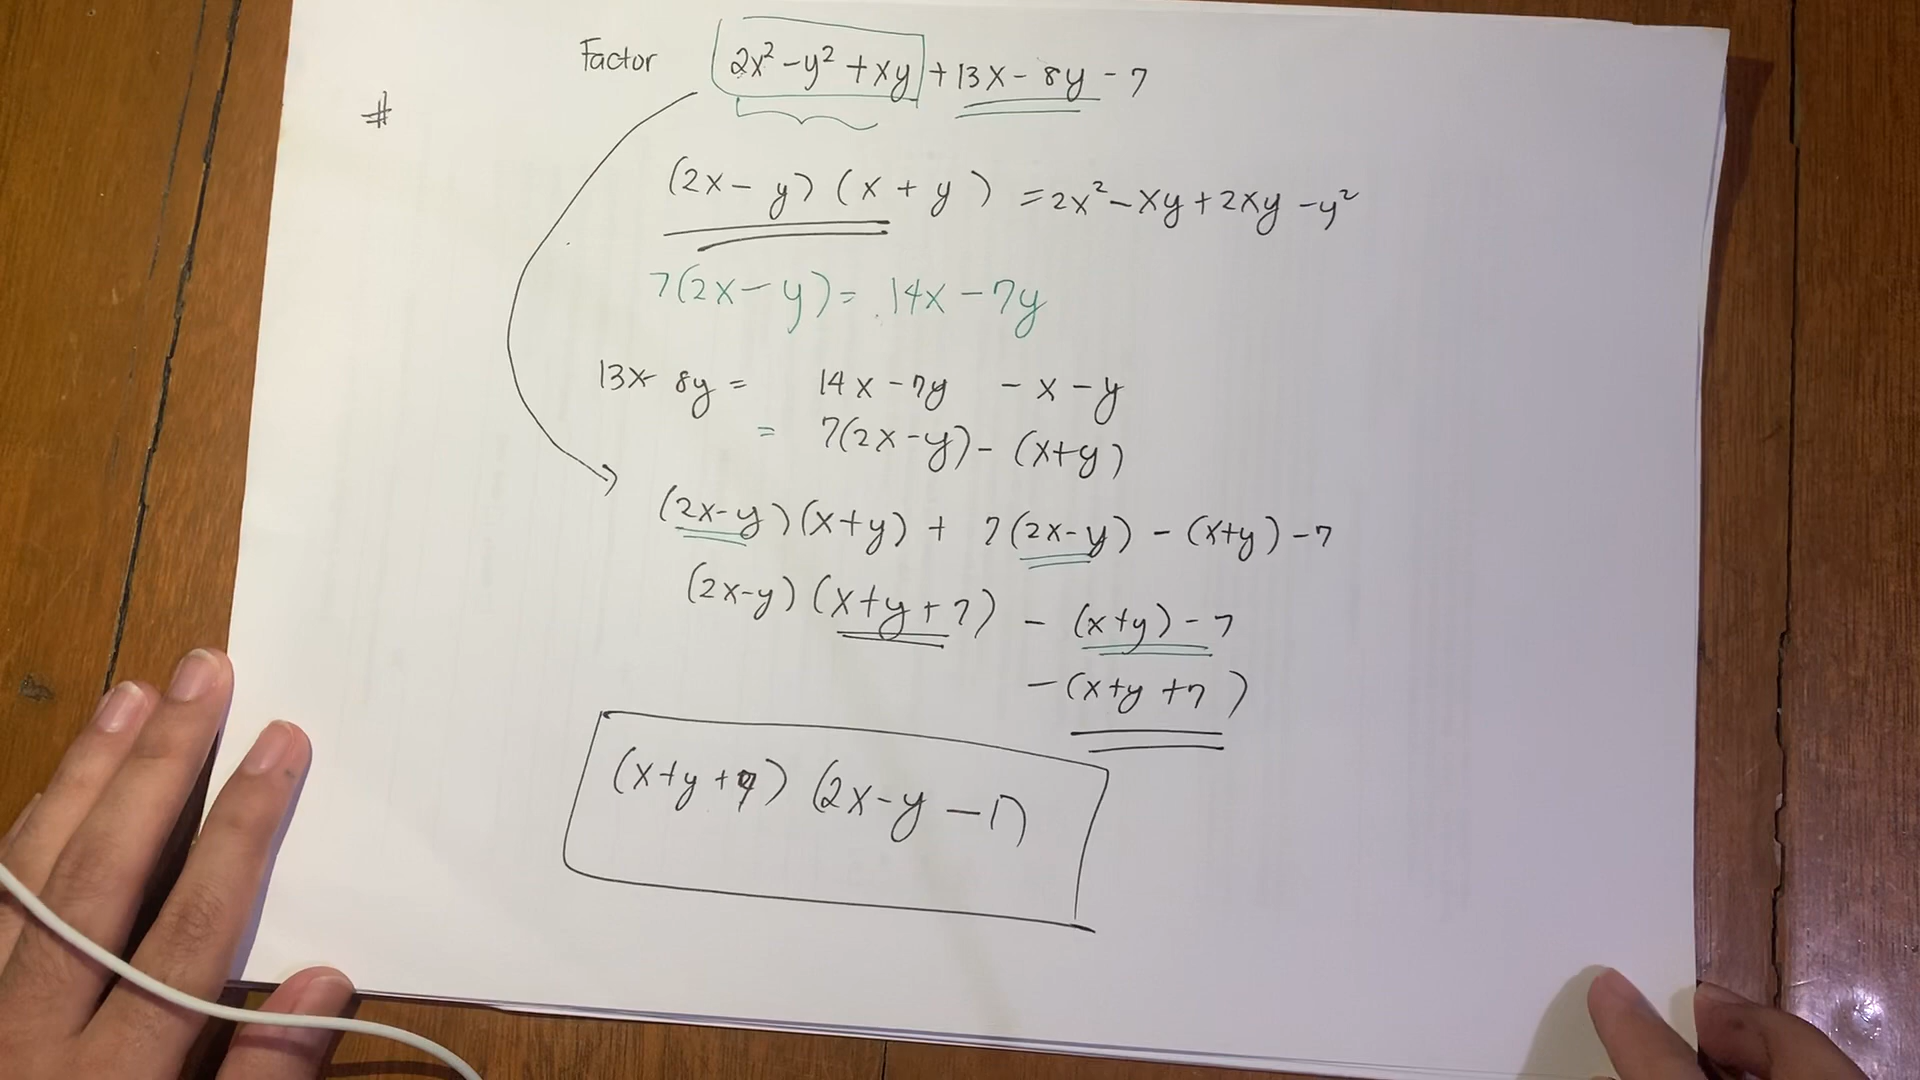 Factor 2x² - y² + xy + 13x - 8y - 7
#
(2x - y) (x + y) = 2x² - xy + 2xy - y²
7(2x - y) = 14x - 7y
13x - 8y = 14x - 7y - x - y
= 7(2x - y) - (x+y)
(2x-y)(x+y) + 7(2x-y) - (x+y) - 7
(2x-y) (x+y+7) - (x+y) - 7
- (x+y+7)
(x+y+7) (2x-y-1)